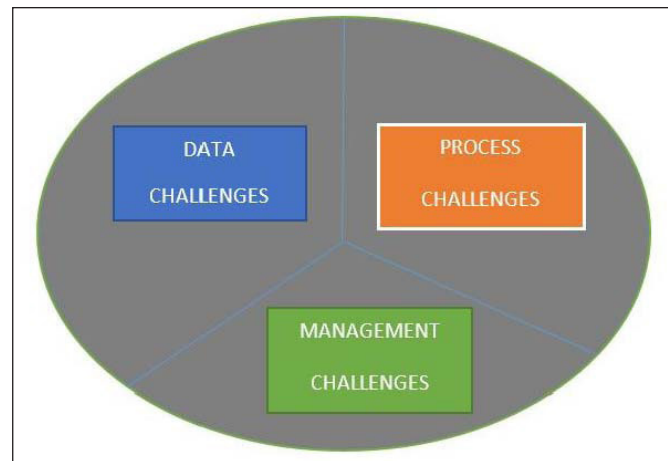 DATA
CHALLENGES
PROCESS
CHALLENGES
MANAGEMENT
CHALLENGES